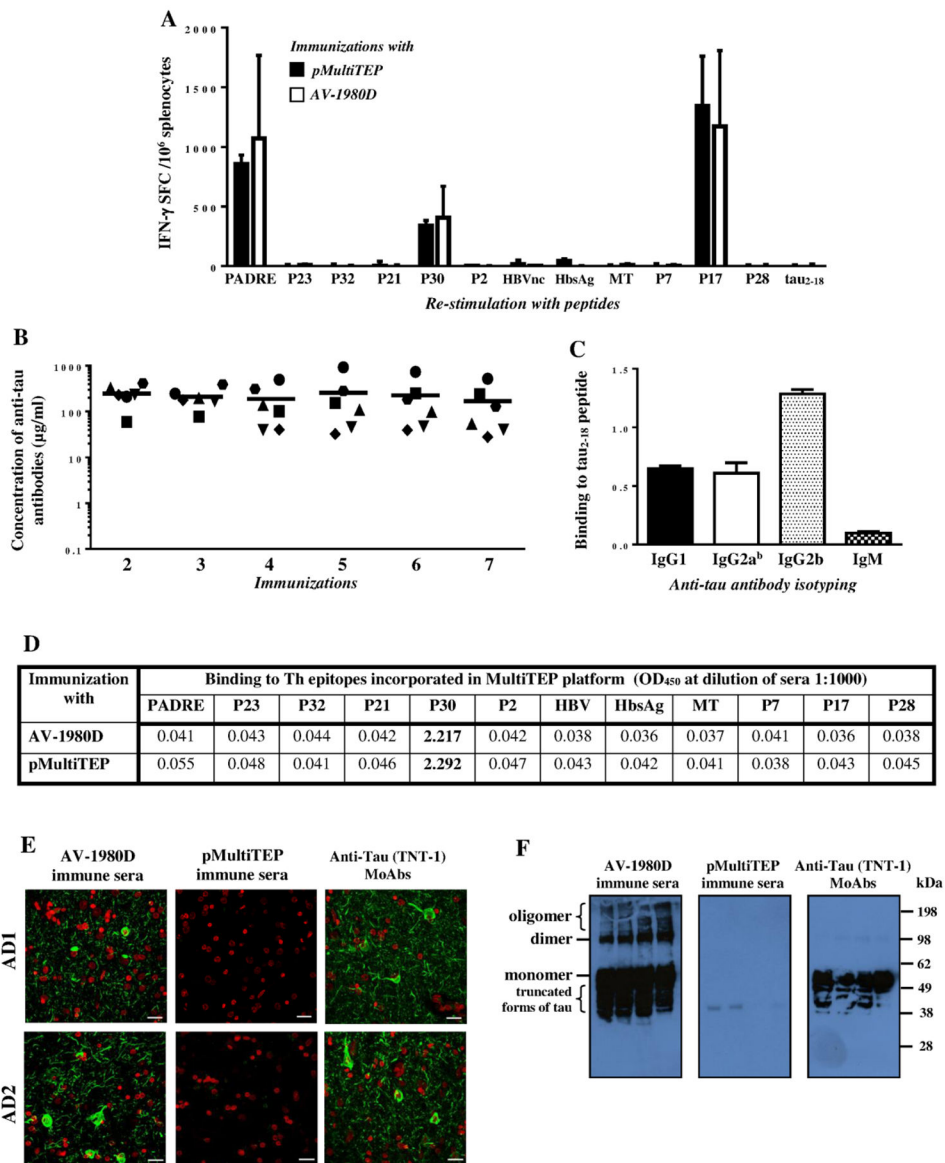 A
2000
1500
1000
500
0
IFN-γ SFC /10⁶ splenocytes
Immunizations with
pMultiTEP
AV-1980D
PADRE P23 P32 P21 P30 P2 HBVnc HbsAg MT P7 P17 P28 tau₂₋₁₈
Re-stimulation with peptides
B
1000
100
10
1
0.1
Concentration of anti-tau
antibodies (µg/ml)
2 3 4 5 6 7
Immunizations
C
1.5
1.0
0.5
0.0
Binding to tau₂₋₁₈ peptide
IgG1 IgG2aᵇ IgG2b IgM
Anti-tau antibody isotyping
D
Immunization
with
Binding to Th epitopes incorporated in MultiTEP platform (OD₄₅₀ at dilution of sera 1:1000)
PADRE P23 P32 P21 P30 P2 HBV HbsAg MT P7 P17 P28
AV-1980D 0.041 0.043 0.044 0.042 2.217 0.042 0.038 0.036 0.037 0.041 0.036 0.038
pMultiTEP 0.055 0.048 0.041 0.046 2.292 0.047 0.043 0.042 0.041 0.038 0.043 0.045
E
AV-1980D
immune sera
pMultiTEP
immune sera
Anti-Tau (TNT-1)
MoAbs
AD1
AD2
F
AV-1980D
immune sera
pMultiTEP
immune sera
Anti-Tau (TNT-1)
MoAbs
kDa
oligomer
dimer
monomer
truncated
forms of tau
198
98
62
49
38
28